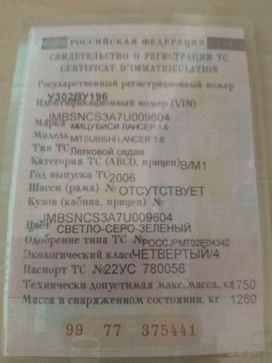 РОССИЙСКАЯ ФЕДЕРАЦИЯ
СВИДЕТЕЛЬСТВО О РЕГИСТРАЦИИ ТС
CERTIFICAT D'IMMATRICULATION
Государственный регистрационный номер
У302ВУ196
Идентификационный номер (VIN)
JMBSNCS3A7U009604
Марка МИЦУБИСИ ЛАНСЕР 1.6
Модель MITSUBISHI LANCER 1.6
Тип ТС Легковой седан
Категория ТС (ABCD, прицеп) B/M1
Год выпуска ТС 2006
Шасси (рама) № ОТСУТСТВУЕТ
Кузов (кабина, прицеп) №
JMBSNCS3A7U009604
Цвет СВЕТЛО-СЕРО-ЗЕЛЕНЫЙ
Одобрение типа ТС № РОССJPMT02E04342
Экологический класс ЧЕТВЕРТЫЙ/4
Паспорт ТС № 22УС 780056
Технически допустимая макс.масса, кг 1750
Масса в снаряженном состоянии, кг 1260
99 77 375441